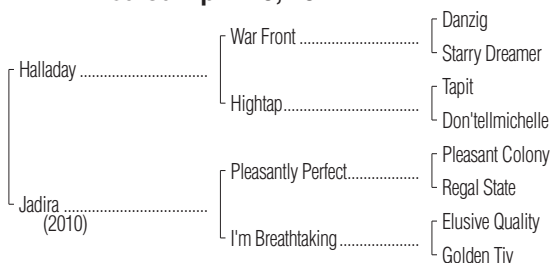 Danzig
War Front
Starry Dreamer
Halladay
Tapit
Hightap
Don'tellmichelle
Pleasant Colony
Pleasantly Perfect
Regal State
Jadira
(2010)
Elusive Quality
I'm Breathtaking
Golden Tiy